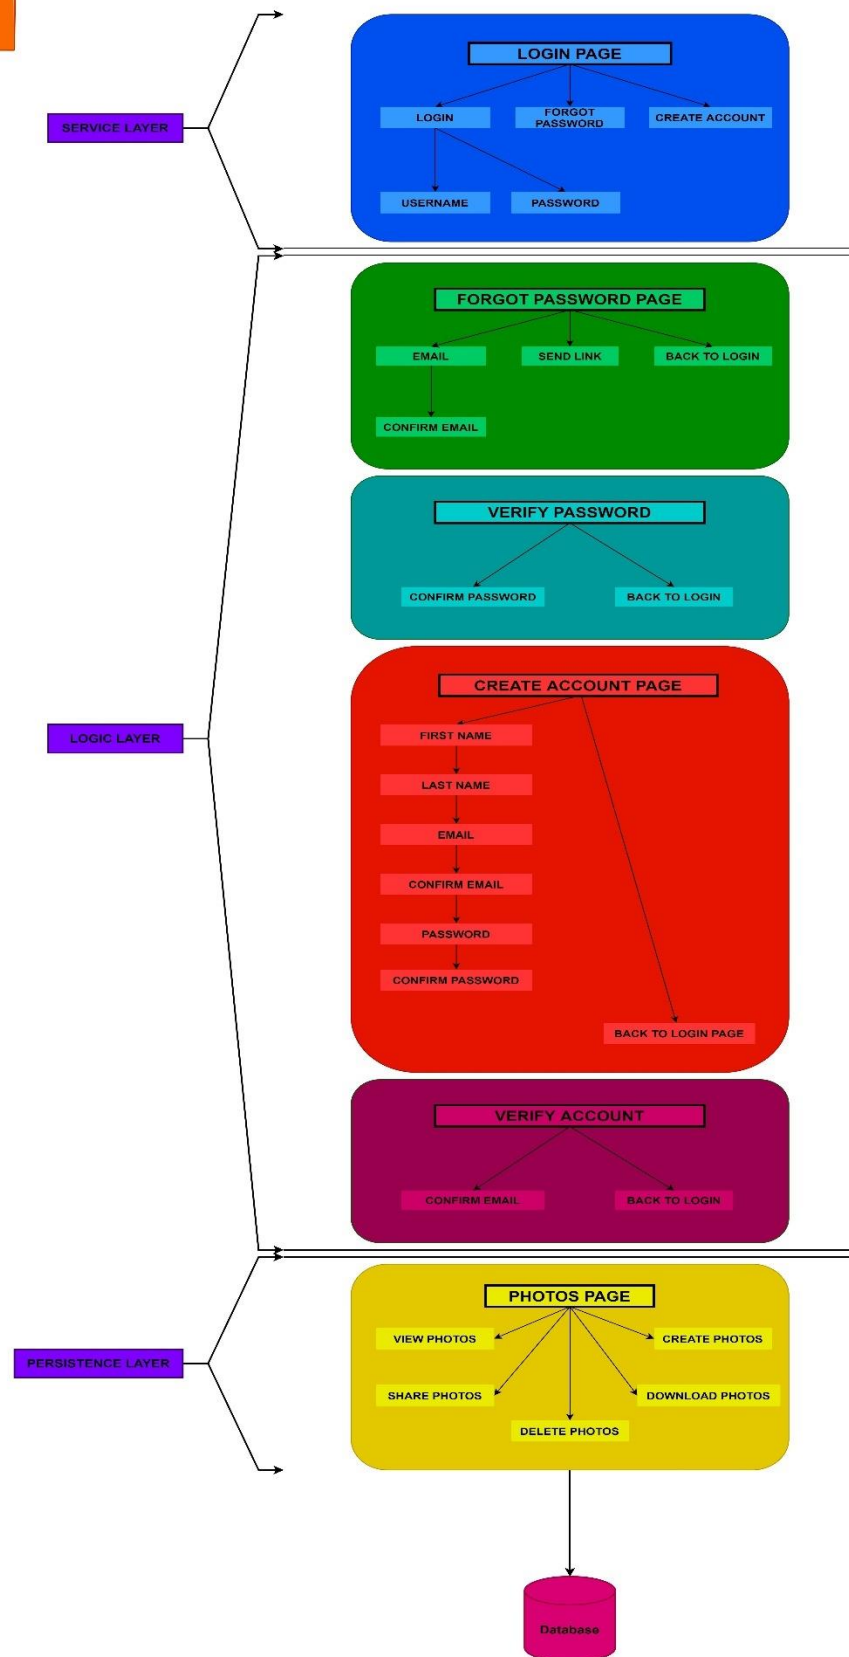 LOGIN PAGE
LOGIN
FORGOT
PASSWORD
CREATE ACCOUNT
SERVICE LAYER
USERNAME
PASSWORD
FORGOT PASSWORD PAGE
EMAIL
SEND LINK
BACK TO LOGIN
CONFIRM EMAIL
VERIFY PASSWORD
CONFIRM PASSWORD
BACK TO LOGIN
CREATE ACCOUNT PAGE
FIRST NAME
LOGIC LAYER
LAST NAME
EMAIL
CONFIRM EMAIL
PASSWORD
CONFIRM PASSWORD
BACK TO LOGIN PAGE
VERIFY ACCOUNT
CONFIRM EMAIL
BACK TO LOGIN
PHOTOS PAGE
VIEW PHOTOS
CREATE PHOTOS
PERSISTENCE LAYER
SHARE PHOTOS
DOWNLOAD PHOTOS
DELETE PHOTOS
Database